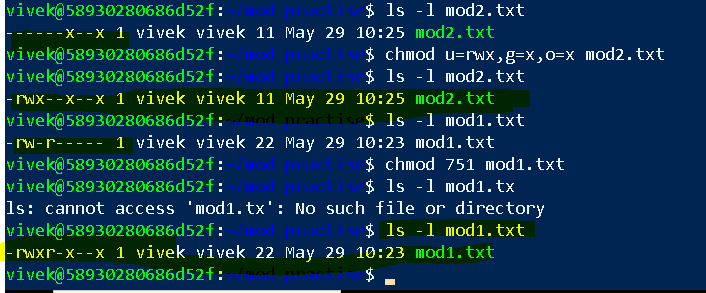 vivek@58930280686d52f:~/mod_practise$ ls -l mod2.txt
------x--x 1 vivek vivek 11 May 29 10:25 mod2.txt
vivek@58930280686d52f:~/mod_practise$ chmod u=rwx,g=x,o=x mod2.txt
vivek@58930280686d52f:~/mod_practise$ ls -l mod2.txt
-rwx--x--x 1 vivek vivek 11 May 29 10:25 mod2.txt
vivek@58930280686d52f:~/mod_practise$ ls -l mod1.txt
-rw-r----- 1 vivek vivek 22 May 29 10:23 mod1.txt
vivek@58930280686d52f:~/mod_practise$ chmod 751 mod1.txt
vivek@58930280686d52f:~/mod_practise$ ls -l mod1.tx
ls: cannot access 'mod1.tx': No such file or directory
vivek@58930280686d52f:~/mod_practise$ ls -l mod1.txt
-rwxr-x--x 1 vivek vivek 22 May 29 10:23 mod1.txt
vivek@58930280686d52f:~/mod_practise$